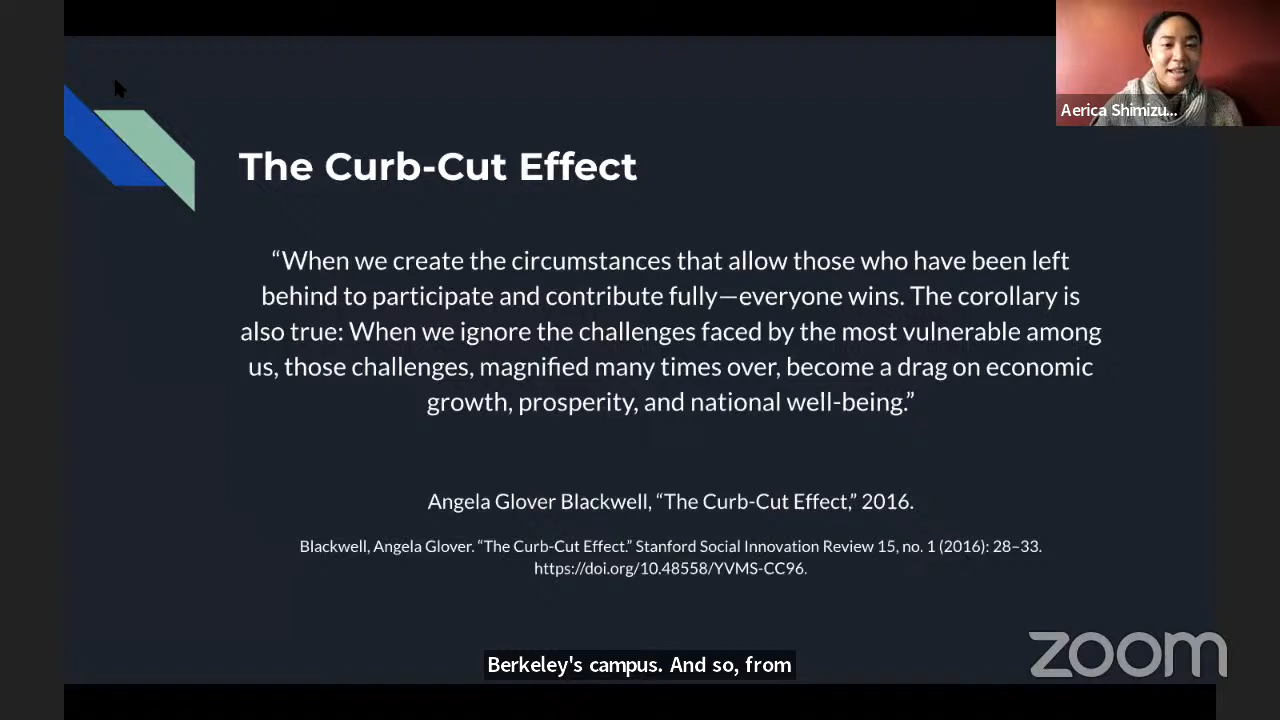 Aerica Shimizu...
The Curb-Cut Effect
“When we create the circumstances that allow those who have been left
behind to participate and contribute fully—everyone wins. The corollary is
also true: When we ignore the challenges faced by the most vulnerable among
us, those challenges, magnified many times over, become a drag on economic
growth, prosperity, and national well-being.”
Angela Glover Blackwell, “The Curb-Cut Effect,” 2016.
Blackwell, Angela Glover. “The Curb-Cut Effect.” Stanford Social Innovation Review 15, no. 1 (2016): 28–33.
https://doi.org/10.48558/YVMS-CC96.
Berkeley's campus. And so, from
zoom